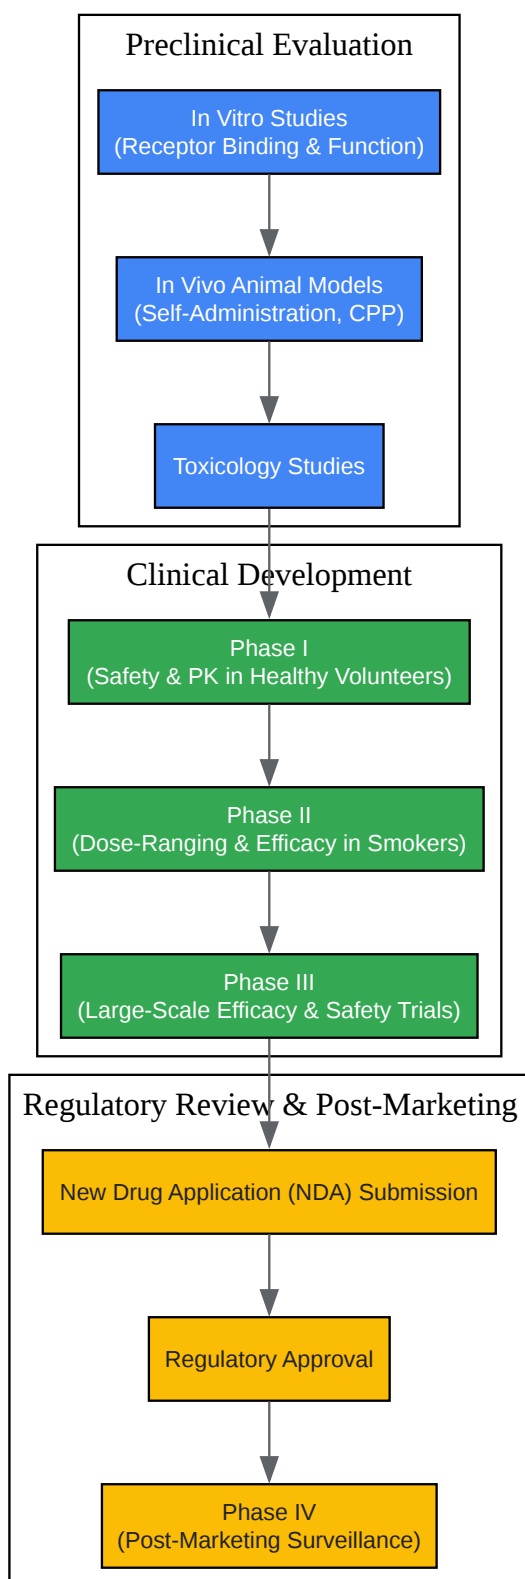 Preclinical Evaluation
In Vitro Studies
(Receptor Binding & Function)
In Vivo Animal Models
(Self-Administration, CPP)
Toxicology Studies
Clinical Development
Phase I
(Safety & PK in Healthy Volunteers)
Phase II
(Dose-Ranging & Efficacy in Smokers)
Phase III
(Large-Scale Efficacy & Safety Trials)
Regulatory Review & Post-Marketing
New Drug Application (NDA) Submission
Regulatory Approval
Phase IV
(Post-Marketing Surveillance)